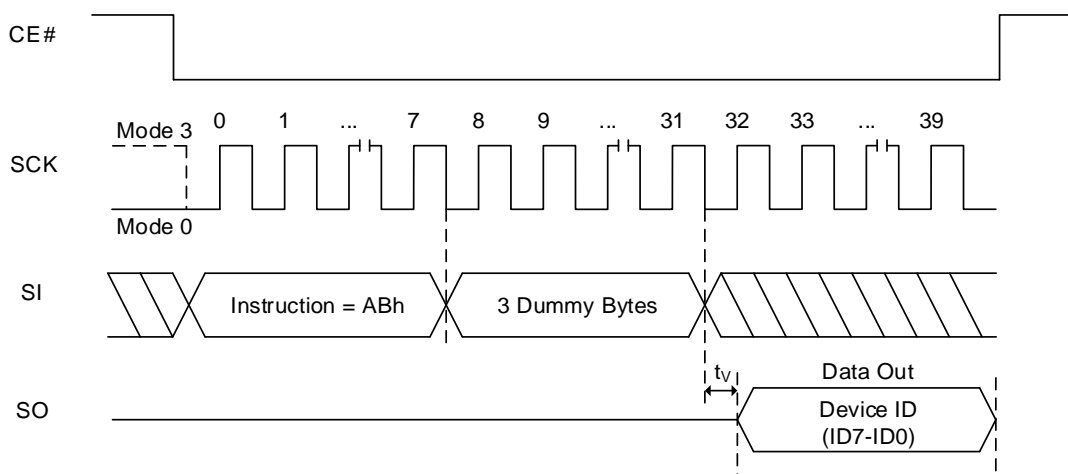 CE#
Mode 3 0 1 ... 7 8 9 ... 31 32 33 ... 39
SCK
Mode 0
SI Instruction = ABh 3 Dummy Bytes
tV Data Out
SO Device ID
(ID7-ID0)